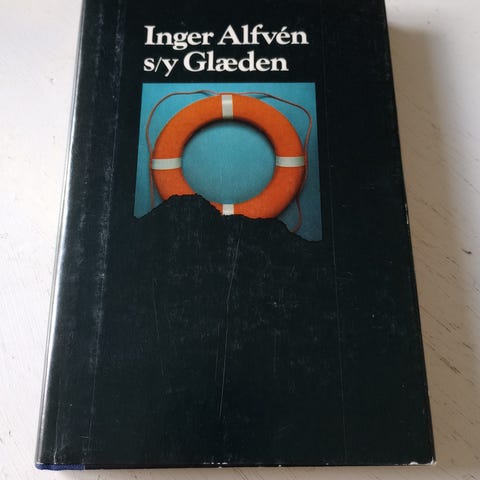 Inger Alfvén
s/y Glæden